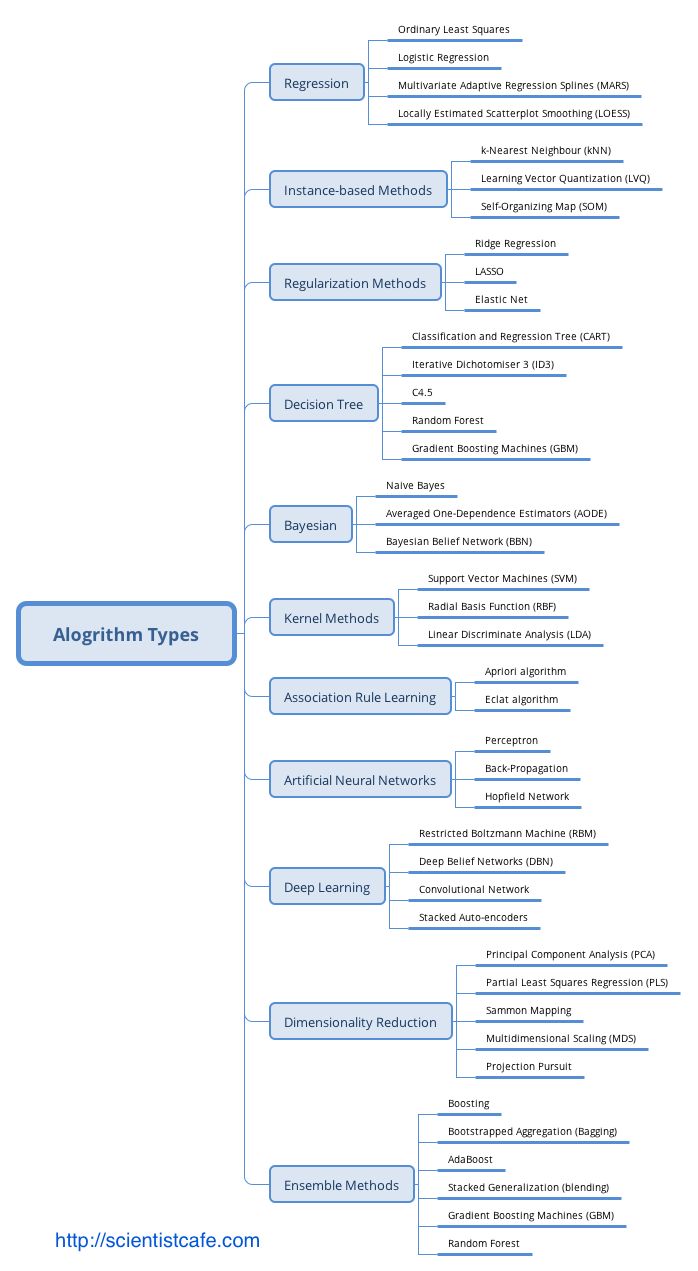 Alogrithm Types
Regression
Ordinary Least Squares
Logistic Regression
Multivariate Adaptive Regression Splines (MARS)
Locally Estimated Scatterplot Smoothing (LOESS)
Instance-based Methods
k-Nearest Neighbour (kNN)
Learning Vector Quantization (LVQ)
Self-Organizing Map (SOM)
Regularization Methods
Ridge Regression
LASSO
Elastic Net
Decision Tree
Classification and Regression Tree (CART)
Iterative Dichotomiser 3 (ID3)
C4.5
Random Forest
Gradient Boosting Machines (GBM)
Bayesian
Naive Bayes
Averaged One-Dependence Estimators (AODE)
Bayesian Belief Network (BBN)
Kernel Methods
Support Vector Machines (SVM)
Radial Basis Function (RBF)
Linear Discriminate Analysis (LDA)
Association Rule Learning
Apriori algorithm
Eclat algorithm
Artificial Neural Networks
Perceptron
Back-Propagation
Hopfield Network
Deep Learning
Restricted Boltzmann Machine (RBM)
Deep Belief Networks (DBN)
Convolutional Network
Stacked Auto-encoders
Dimensionality Reduction
Principal Component Analysis (PCA)
Partial Least Squares Regression (PLS)
Sammon Mapping
Multidimensional Scaling (MDS)
Projection Pursuit
Ensemble Methods
Boosting
Bootstrapped Aggregation (Bagging)
AdaBoost
Stacked Generalization (blending)
Gradient Boosting Machines (GBM)
Random Forest
http://scientistcafe.com